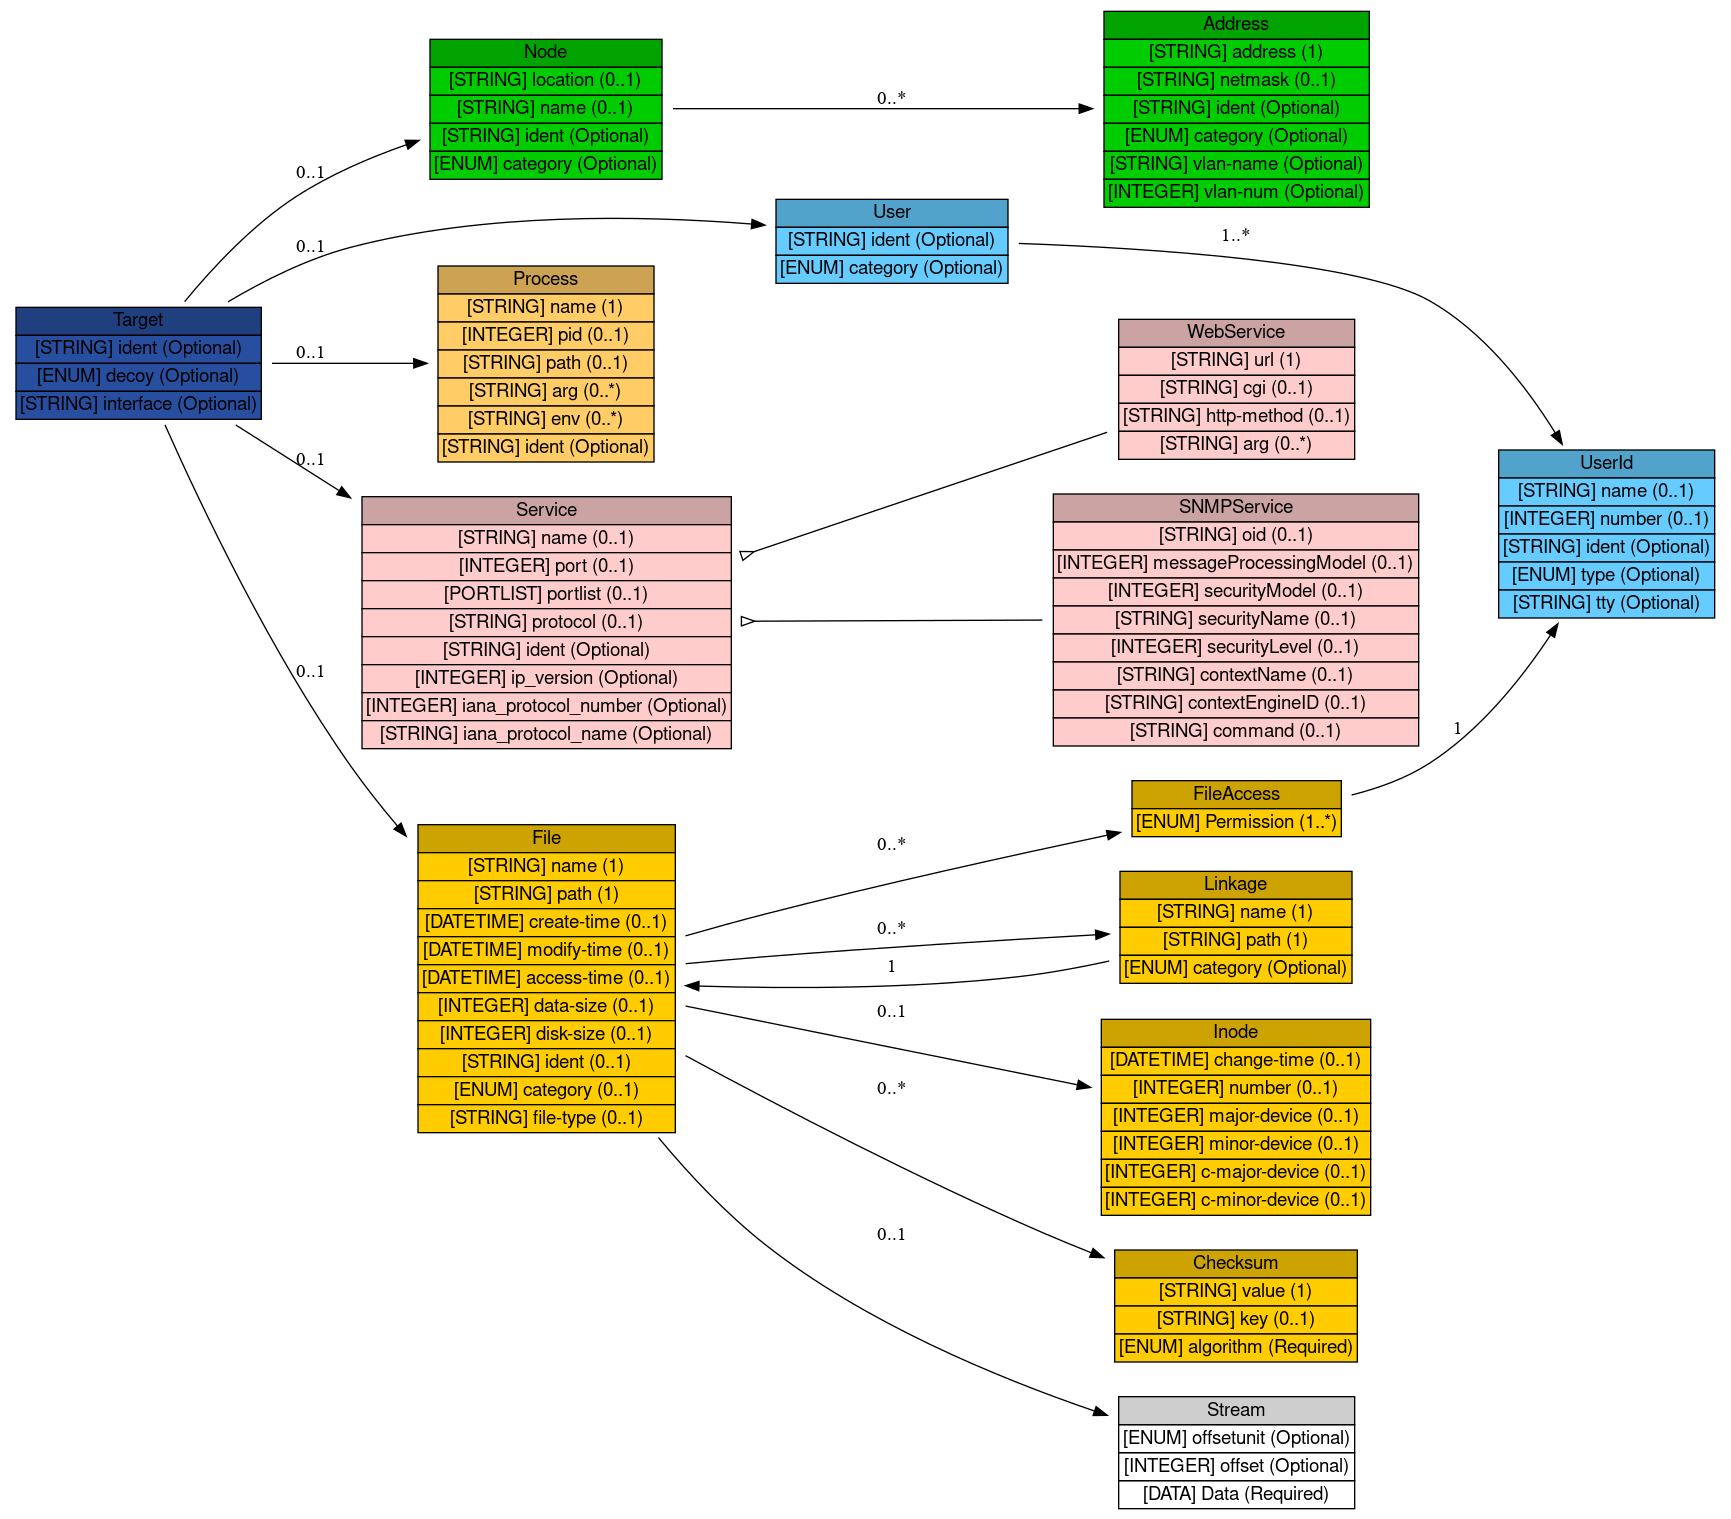 Node
[STRING] location (0..1)
[STRING] name (0..1)
[STRING] ident (Optional)
[ENUM] category (Optional)
0..*
Address
[STRING] address (1)
[STRING] netmask (0..1)
[STRING] ident (Optional)
[ENUM] category (Optional)
[STRING] vlan-name (Optional)
[INTEGER] vlan-num (Optional)
0..1
0..1
User
[STRING] ident (Optional)
[ENUM] category (Optional)
1..*
Target
[STRING] ident (Optional)
[ENUM] decoy (Optional)
[STRING] interface (Optional)
0..1
Process
[STRING] name (1)
[INTEGER] pid (0..1)
[STRING] path (0..1)
[STRING] arg (0..*)
[STRING] env (0..*)
[STRING] ident (Optional)
WebService
[STRING] url (1)
[STRING] cgi (0..1)
[STRING] http-method (0..1)
[STRING] arg (0..*)
UserId
[STRING] name (0..1)
[INTEGER] number (0..1)
[STRING] ident (Optional)
[ENUM] type (Optional)
[STRING] tty (Optional)
0..1
Service
[STRING] name (0..1)
[INTEGER] port (0..1)
[PORTLIST] portlist (0..1)
[STRING] protocol (0..1)
[STRING] ident (Optional)
[INTEGER] ip_version (Optional)
[INTEGER] iana_protocol_number (Optional)
[STRING] iana_protocol_name (Optional)
SNMPService
[STRING] oid (0..1)
[INTEGER] messageProcessingModel (0..1)
[INTEGER] securityModel (0..1)
[STRING] securityName (0..1)
[INTEGER] securityLevel (0..1)
[STRING] contextName (0..1)
[STRING] contextEngineID (0..1)
[STRING] command (0..1)
0..1
1
File
[STRING] name (1)
[STRING] path (1)
[DATETIME] create-time (0..1)
[DATETIME] modify-time (0..1)
[DATETIME] access-time (0..1)
[INTEGER] data-size (0..1)
[INTEGER] disk-size (0..1)
[STRING] ident (0..1)
[ENUM] category (0..1)
[STRING] file-type (0..1)
0..*
FileAccess
[ENUM] Permission (1..*)
0..*
1
Linkage
[STRING] name (1)
[STRING] path (1)
[ENUM] category (Optional)
0..1
Inode
[DATETIME] change-time (0..1)
[INTEGER] number (0..1)
[INTEGER] major-device (0..1)
[INTEGER] minor-device (0..1)
[INTEGER] c-major-device (0..1)
[INTEGER] c-minor-device (0..1)
0..*
Checksum
[STRING] value (1)
[STRING] key (0..1)
[ENUM] algorithm (Required)
0..1
Stream
[ENUM] offsetunit (Optional)
[INTEGER] offset (Optional)
[DATA] Data (Required)